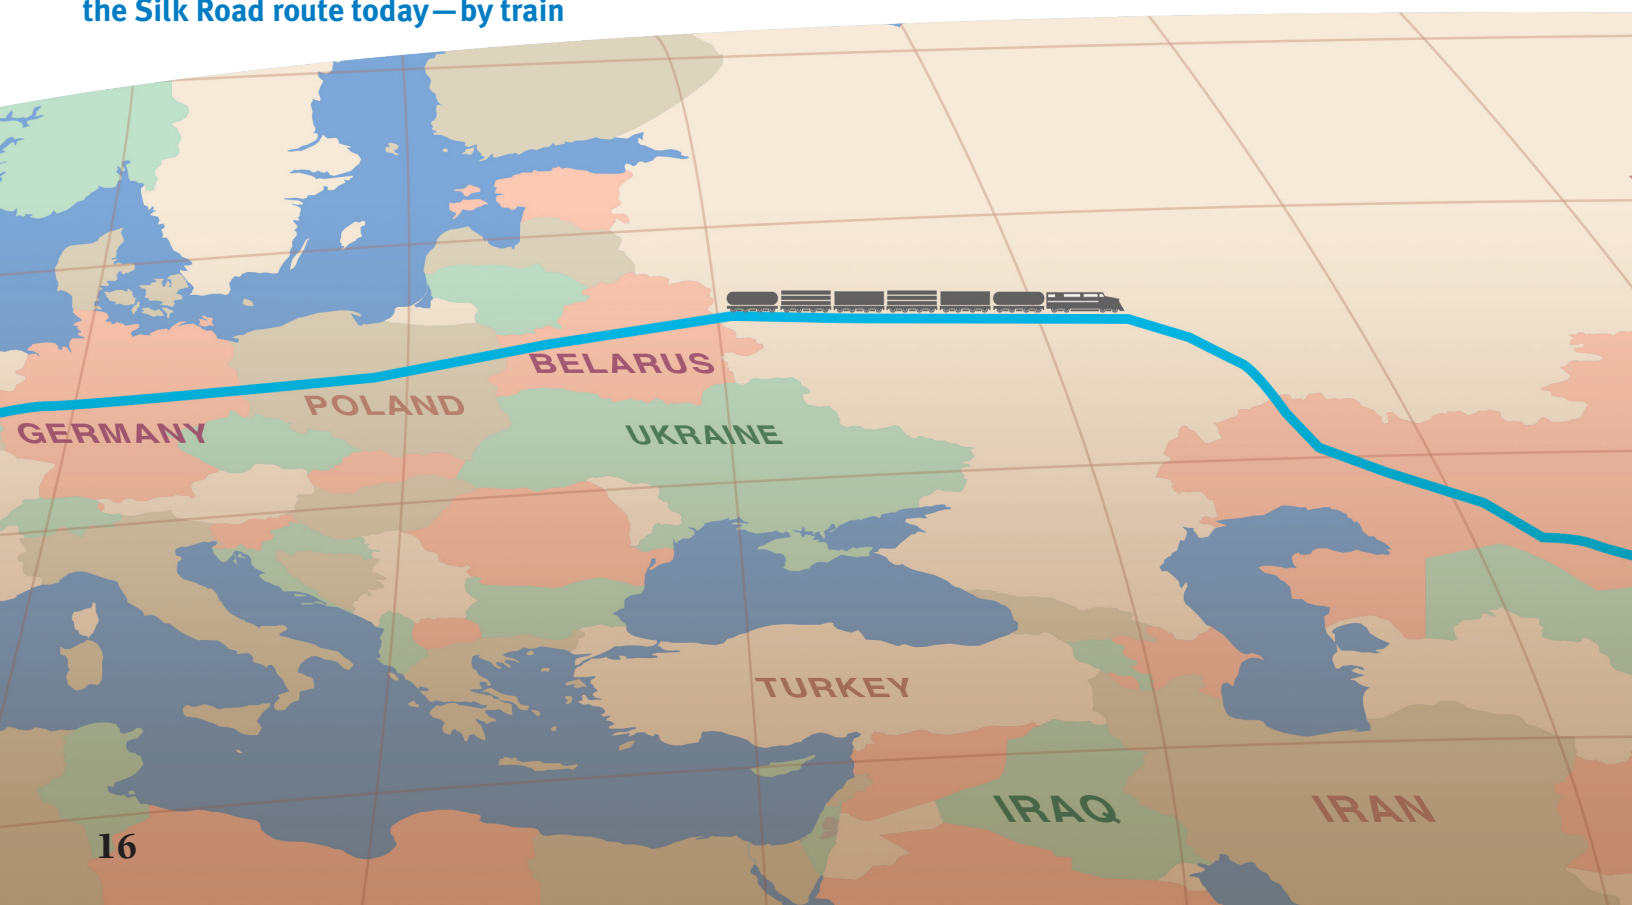 the Silk Road route today—by train
BELARUS
POLAND
GERMANY
UKRAINE
TURKEY
IRAQ
IRAN
16